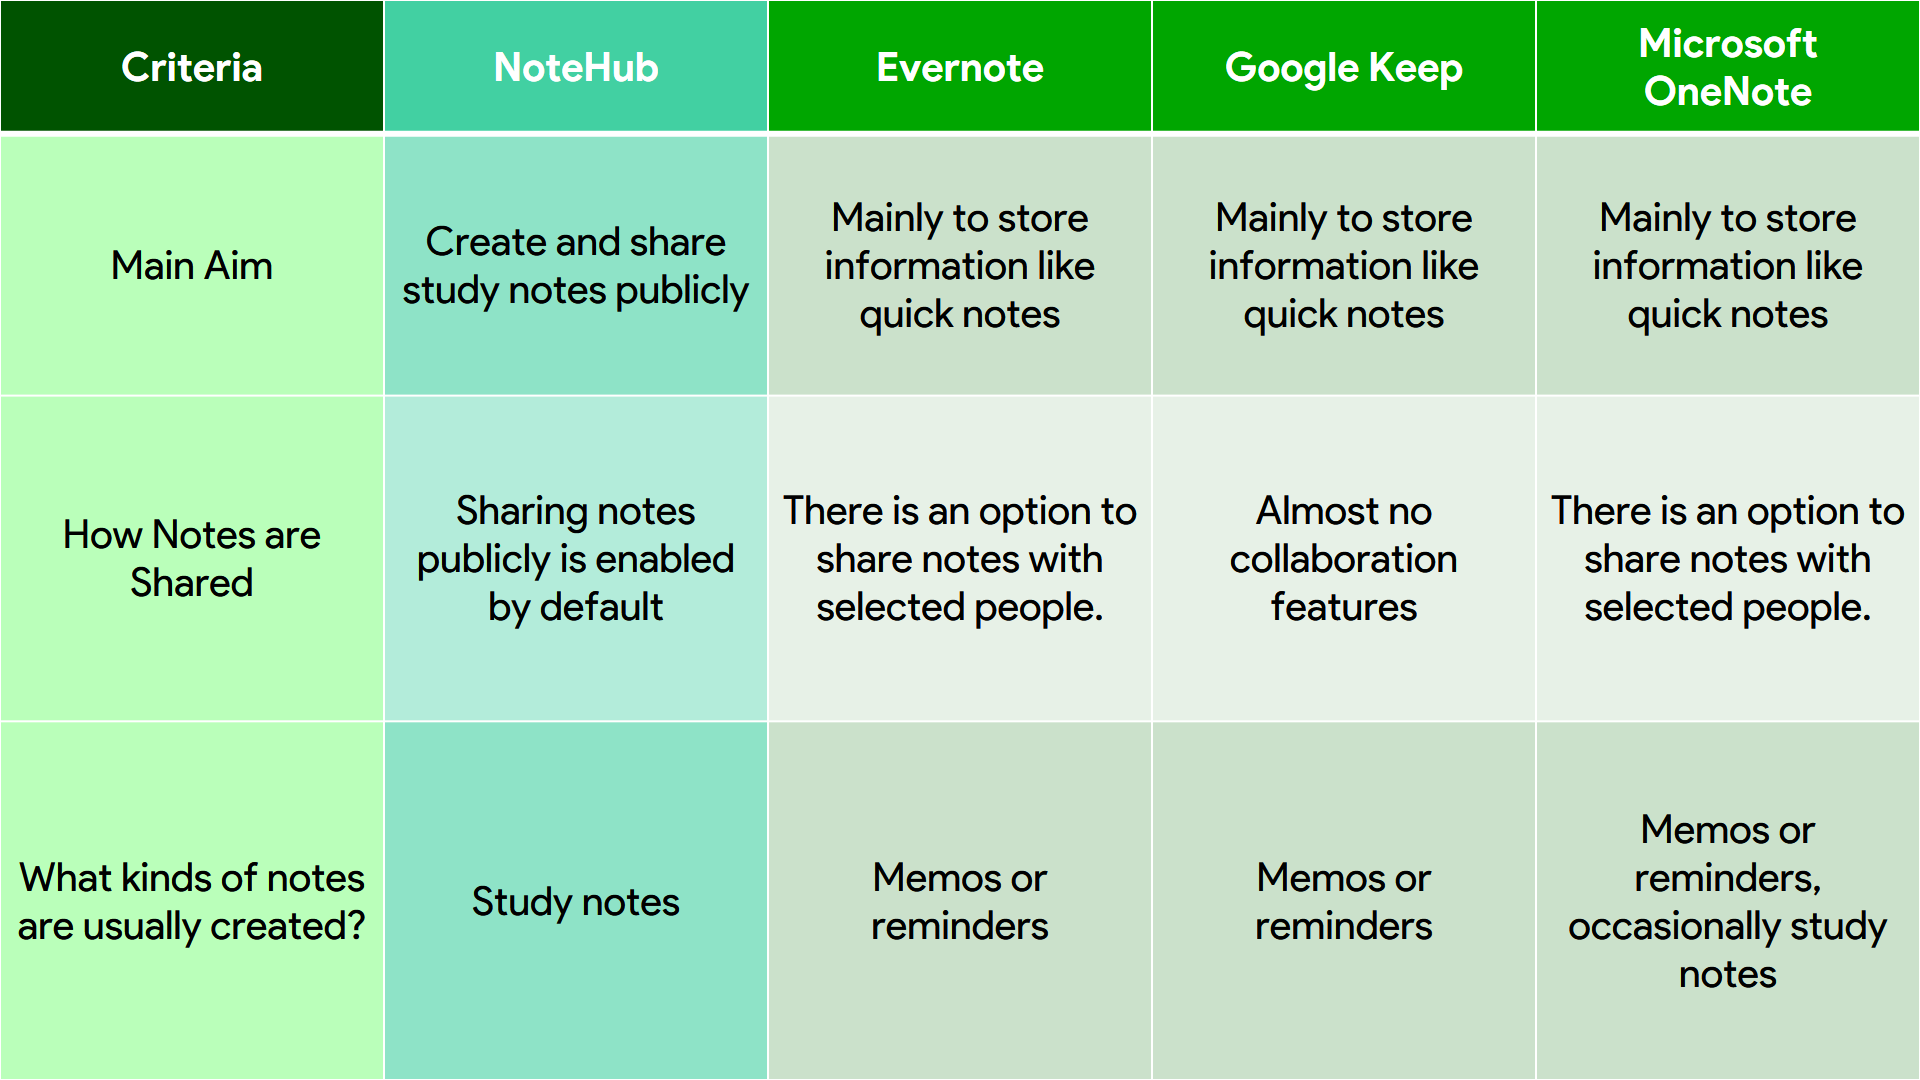 Criteria
NoteHub
Evernote
Google Keep
Microsoft
OneNote
Main Aim
Create and share
study notes publicly
Mainly to store
information like
quick notes
Mainly to store
information like
quick notes
Mainly to store
information like
quick notes
How Notes are
Shared
Sharing notes
publicly is enabled
by default
There is an option to
share notes with
selected people.
Almost no
collaboration
features
There is an option to
share notes with
selected people.
What kinds of notes
are usually created?
Study notes
Memos or
reminders
Memos or
reminders
Memos or
reminders,
occasionally study
notes